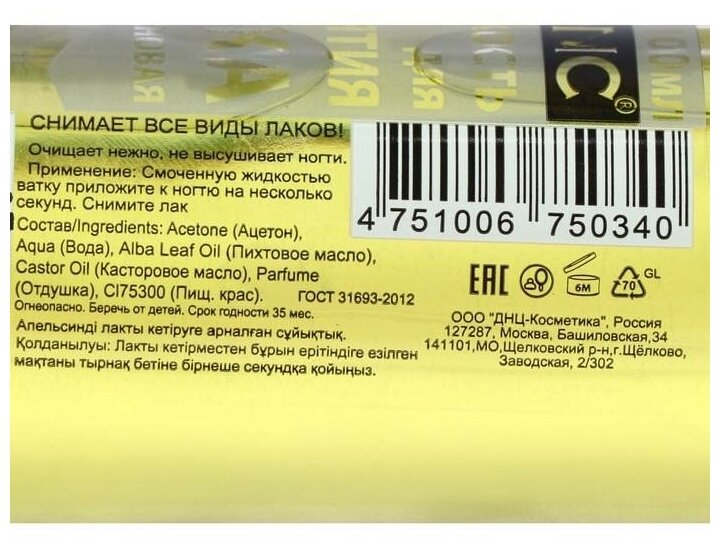 DNC®
СНИМАЕТ ВСЕ ВИДЫ ЛАКОВ!
Очищает нежно, не высушивает ногти.
Применение: Смоченную жидкостью
ватку приложите к ногтю на несколько
секунд. Снимите лак
Состав/Ingredients: Acetone (Ацетон),
Aqua (Вода), Alba Leaf Oil (Пихтовое масло),
Castor Oil (Касторовое масло), Parfume
(Отдушка), CI75300 (Пищ. крас). ГОСТ 31693-2012
Огнеопасно. Беречь от детей. Срок годности 35 мес.
Апельсинді лакты кетіруге арналған сұйықтық.
Қолданылуы: Лакты кетірместен бұрын ерітіндіге езілген
мақтаны тырнақ бетіне бірнеше секундқа қойыңыз.
4 751006 750340
EAC 6М 70 GL
ООО "ДНЦ-Косметика", Россия
127287, Москва, Башиловская,34
141101,МО,Щелковский р-н,г.Щёлково,
Заводская, 2/302